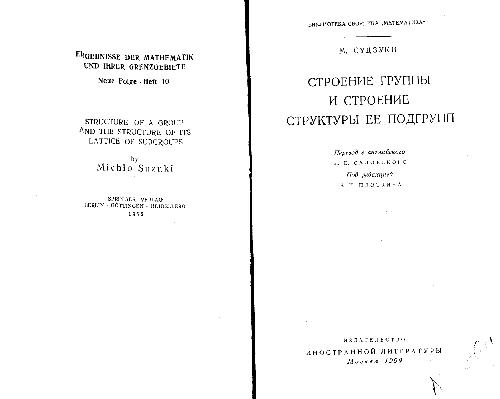 ERGEBNISSE DER MATHEMATIK
UND IHRER GRENZGEBIETE
Neue Folge · Heft 10
STRUCTURE OF A GROUP
AND THE STRUCTURE OF ITS
LATTICE OF SUBGROUPS
by
Michio Suzuki
SPRINGER VERLAG
BERLIN · GÖTTINGEN · HEIDELBERG
1956
БИБЛИОТЕКА СБОРНИКА «МАТЕМАТИКА»
М. СУДЗУКИ
СТРОЕНИЕ ГРУППЫ
И СТРОЕНИЕ
СТРУКТУРЫ ЕЕ ПОДГРУПП
Перевод с английского
Под редакцией
ИЗДАТЕЛЬСТВО
ИНОСТРАННОЙ ЛИТЕРАТУРЫ
Москва 1960